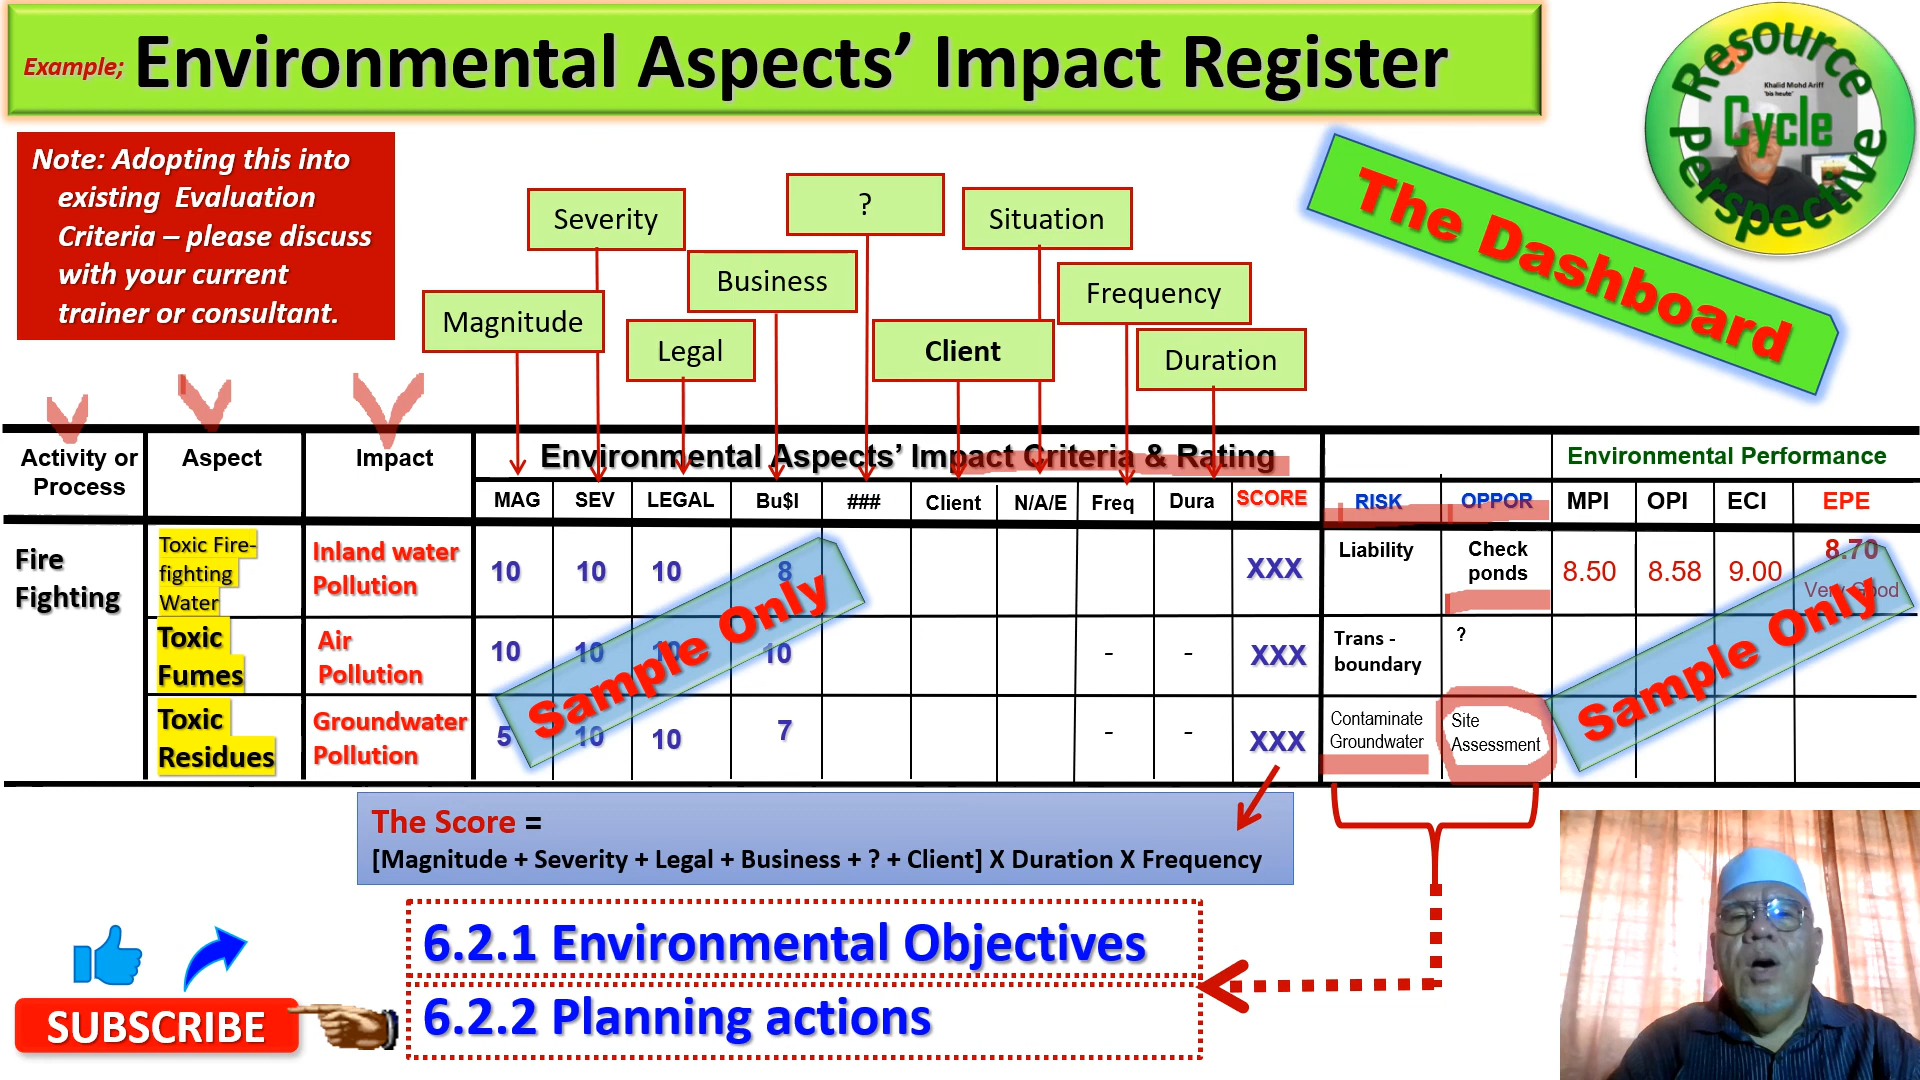 Example; Environmental Aspects’ Impact Register
Resource
Cycle
Perspective
Khalid Mohd Ariff
'bis heute'
Note: Adopting this into
existing Evaluation
Criteria – please discuss
with your current
trainer or consultant.
The Dashboard
?
Severity
Situation
Business
Frequency
Magnitude
Legal
Client
Duration
Activity or
Process
Aspect
Impact
Environmental Aspects’ Impact Criteria & Rating
Environmental Performance
MAG SEV LEGAL Bu$I ### Client N/A/E Freq Dura SCORE RISK OPPOR MPI OPI ECI EPE
Fire
Fighting
Toxic Fire-
fighting
Water
Inland water
Pollution
10 10 10 8 XXX
Liability
Check
ponds
8.50 8.58 9.00 8.70
Very Good
Toxic
Fumes
Air
Pollution
10 10 10 10 - - XXX
Trans -
boundary
?
Toxic
Residues
Groundwater
Pollution
5 10 10 7 - - XXX
Contaminate
Groundwater
Site
Assessment
Sample Only
Sample Only
The Score =
[Magnitude + Severity + Legal + Business + ? + Client] X Duration X Frequency
6.2.1 Environmental Objectives
6.2.2 Planning actions
SUBSCRIBE